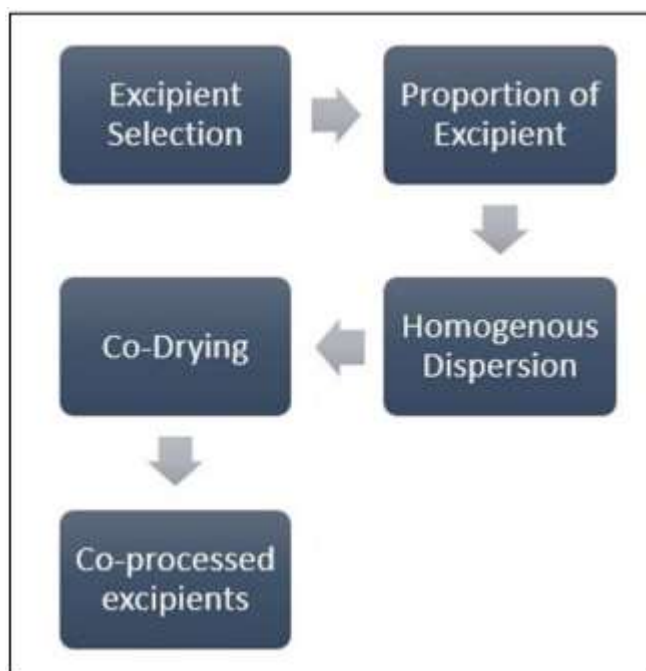 Excipient
Selection
Proportion of
Excipient
Homogenous
Dispersion
Co-Drying
Co-processed
excipients